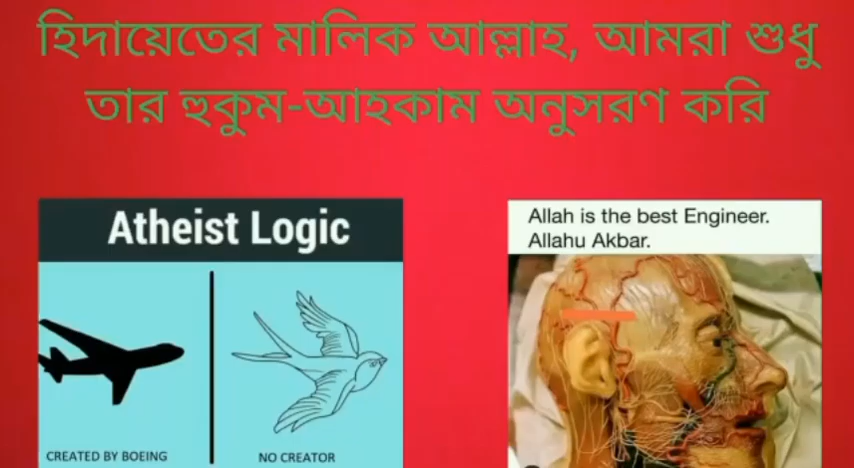 হিদায়েতের মালিক আল্লাহ, আমরা শুধু
তার হুকুম-আহকাম অনুসরণ করি
Atheist Logic
CREATED BY BOEING
NO CREATOR
Allah is the best Engineer.
Allahu Akbar.